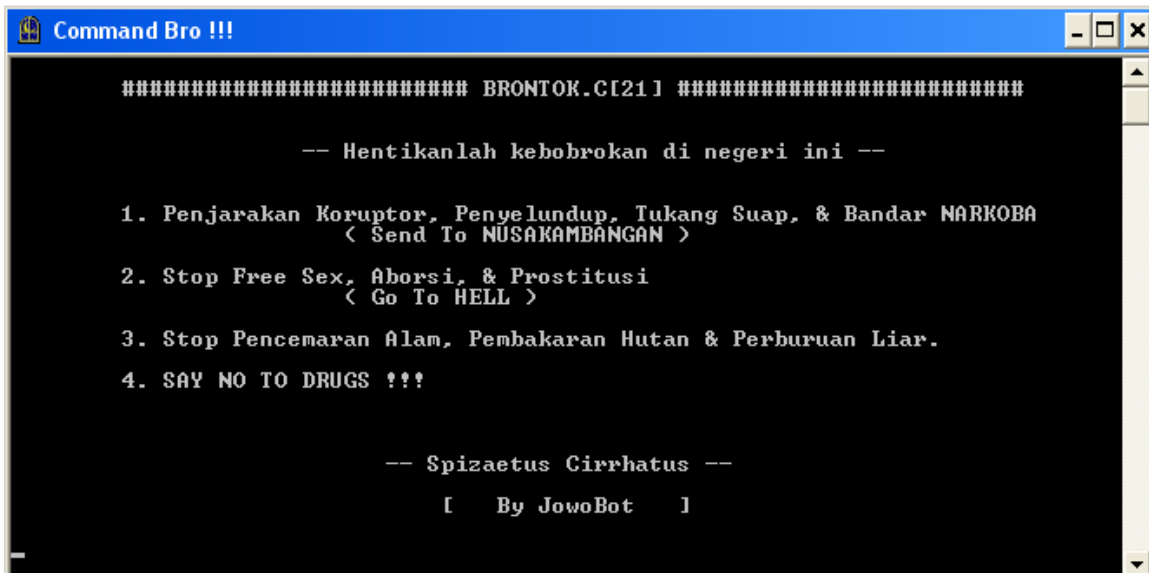 Command Bro !!!
######################### BRONTOK.C[21] #########################
-- Hentikanlah kebobrokan di negeri ini --
1. Penjarakan Koruptor, Penyelundup, Tukang Suap, & Bandar NARKOBA
( Send To NUSAKAMBANGAN )
2. Stop Free Sex, Aborsi, & Prostitusi
( Go To HELL )
3. Stop Pencemaran Alam, Pembakaran Hutan & Perburuan Liar.
4. SAY NO TO DRUGS !!!
-- Spizaetus Cirrhatus --
[ By JowoBot ]